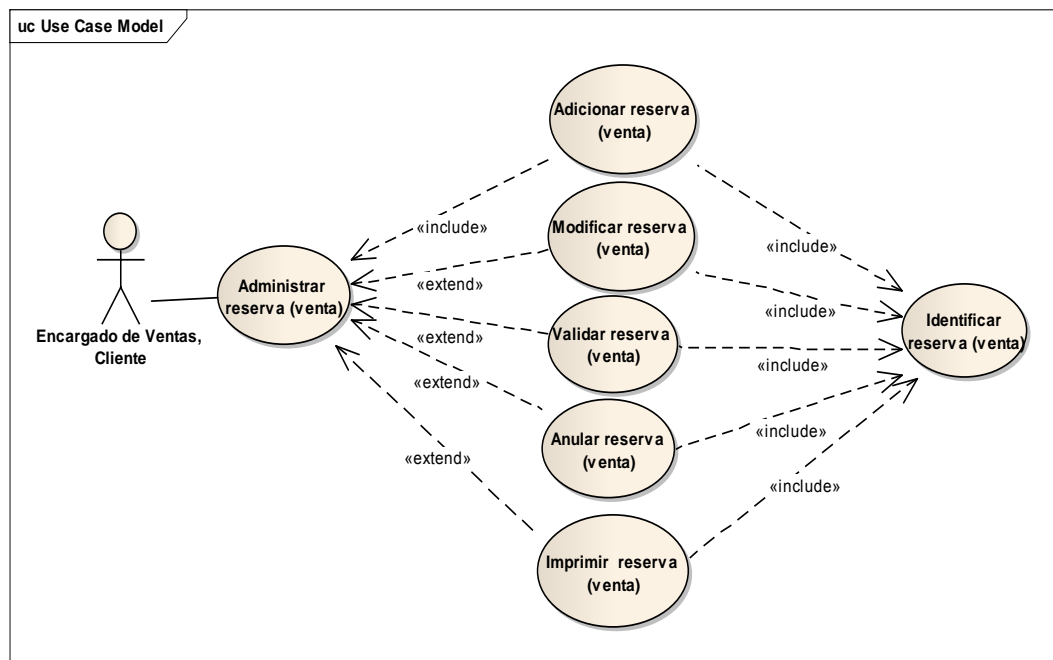 uc Use Case Model
Adicionar reserva
(venta)
«include»
«include»
Modificar reserva
(venta)
«extend»
«include»
Administrar
reserva (venta)
Encargado de Ventas,
Cliente
Validar reserva
(venta)
«extend»
«include»
Identificar
reserva (venta)
Anular reserva
(venta)
«extend»
«include»
«extend»
«include»
Imprimir reserva
(venta)